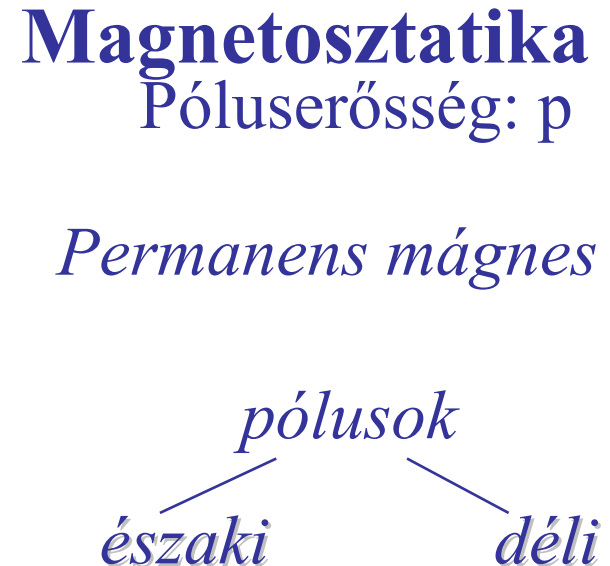 Magnetosztatika
Póluserősség: p
Permanens mágnes
pólusok
északi déli